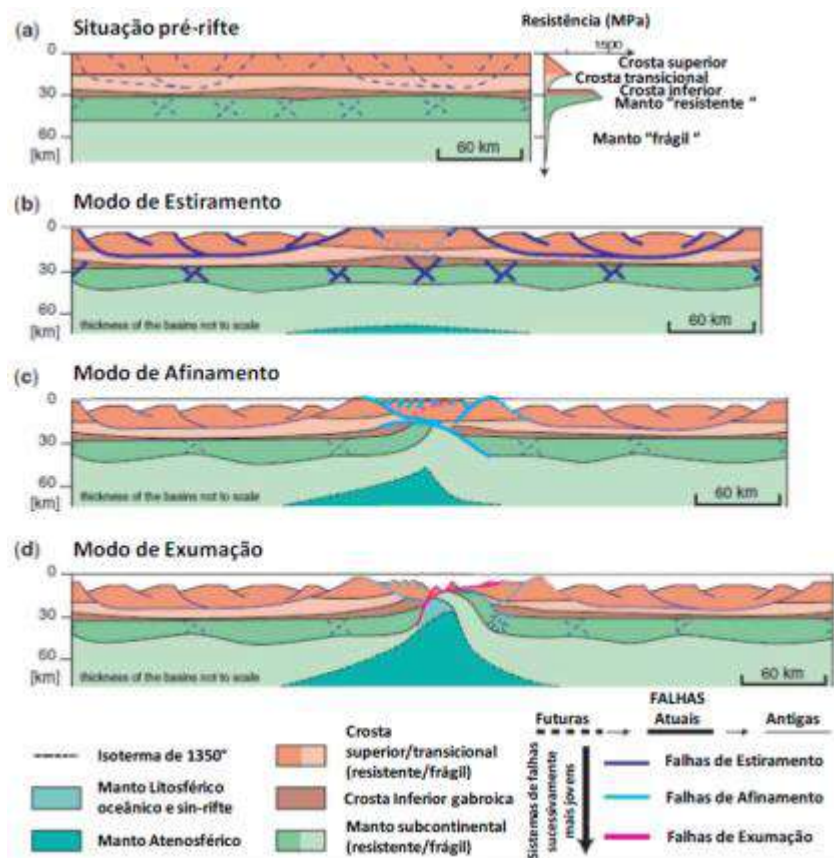 (a) Situação pré-rifte
Resistência (MPa)
1500
0
30
60
[km]
Crosta superior
Crosta transicional
Crosta inferior
Manto "resistente "
Manto "frágil "
60 km
(b) Modo de Estiramento
0
30
60
[km]
thickness of the basins not to scale
60 km
(c) Modo de Afinamento
0
30
60
[km]
thickness of the basins not to scale
60 km
(d) Modo de Exumação
0
30
60
[km]
thickness of the basins not to scale
60 km
Isoterma de 1350°
Manto Litosférico
oceânico e sin-rifte
Manto Atenosférico
Crosta
superior/transicional
(resistente/frágil)
Crosta Inferior gabroica
Manto subcontinental
(resistente/frágil)
FALHAS
Futuras Atuais Antigas
Sistemas de falhas
sucessivamente
mais jovens
Falhas de Estiramento
Falhas de Afinamento
Falhas de Exumação